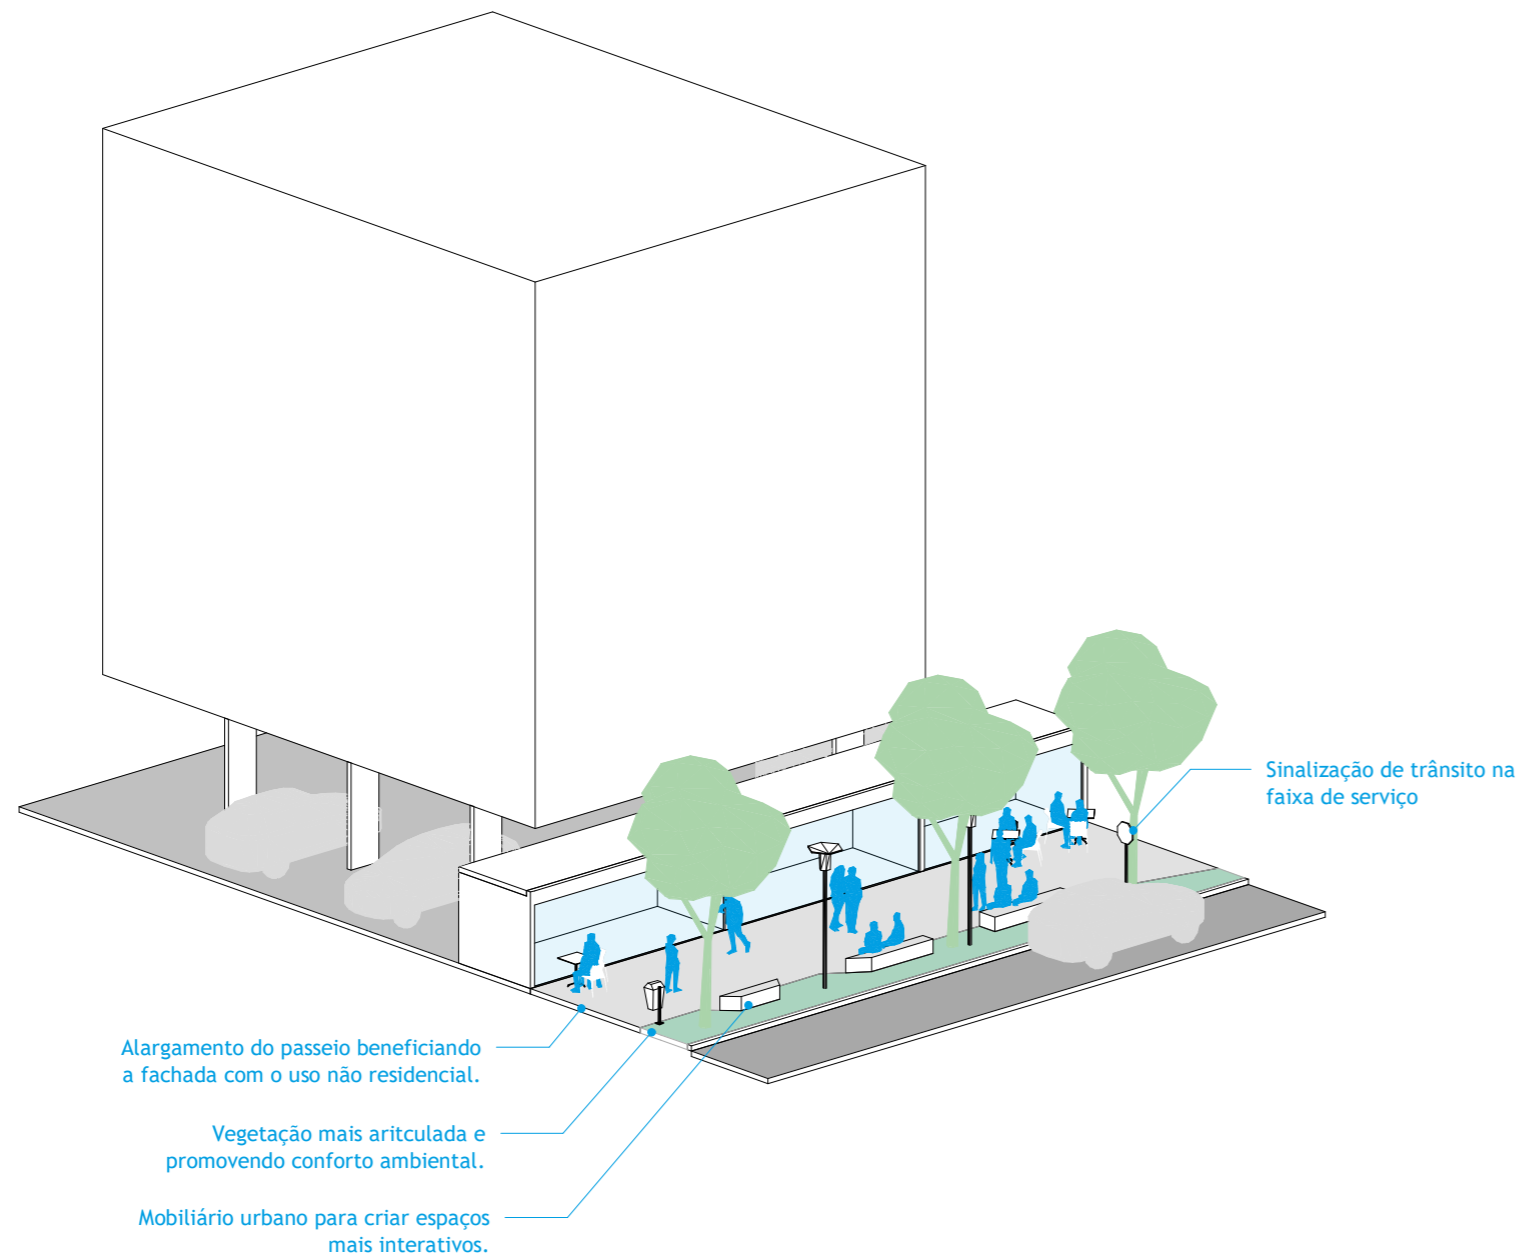 Sinalização de trânsito na
faixa de serviço
Alargamento do passeio beneficiando
a fachada com o uso não residencial.
Vegetação mais aritculada e
promovendo conforto ambiental.
Mobiliário urbano para criar espaços
mais interativos.